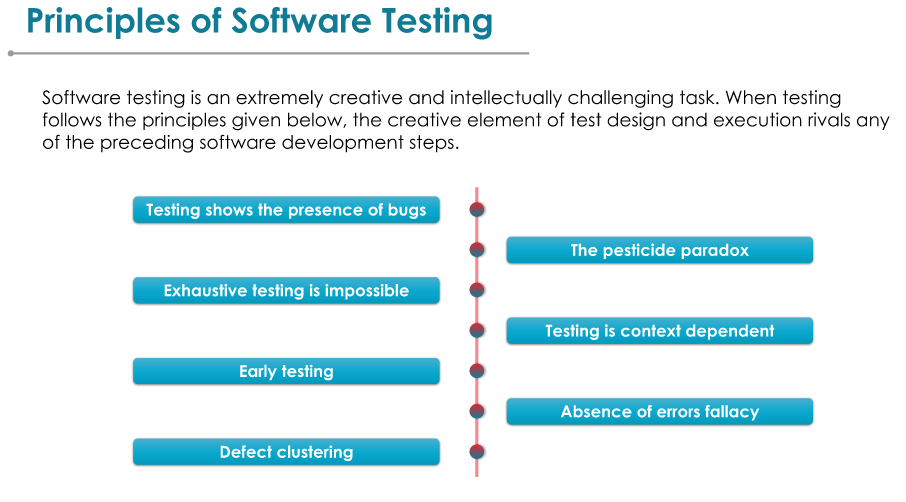 Principles of Software Testing
Software testing is an extremely creative and intellectually challenging task. When testing
follows the principles given below, the creative element of test design and execution rivals any
of the preceding software development steps.
Testing shows the presence of bugs
The pesticide paradox
Exhaustive testing is impossible
Testing is context dependent
Early testing
Absence of errors fallacy
Defect clustering